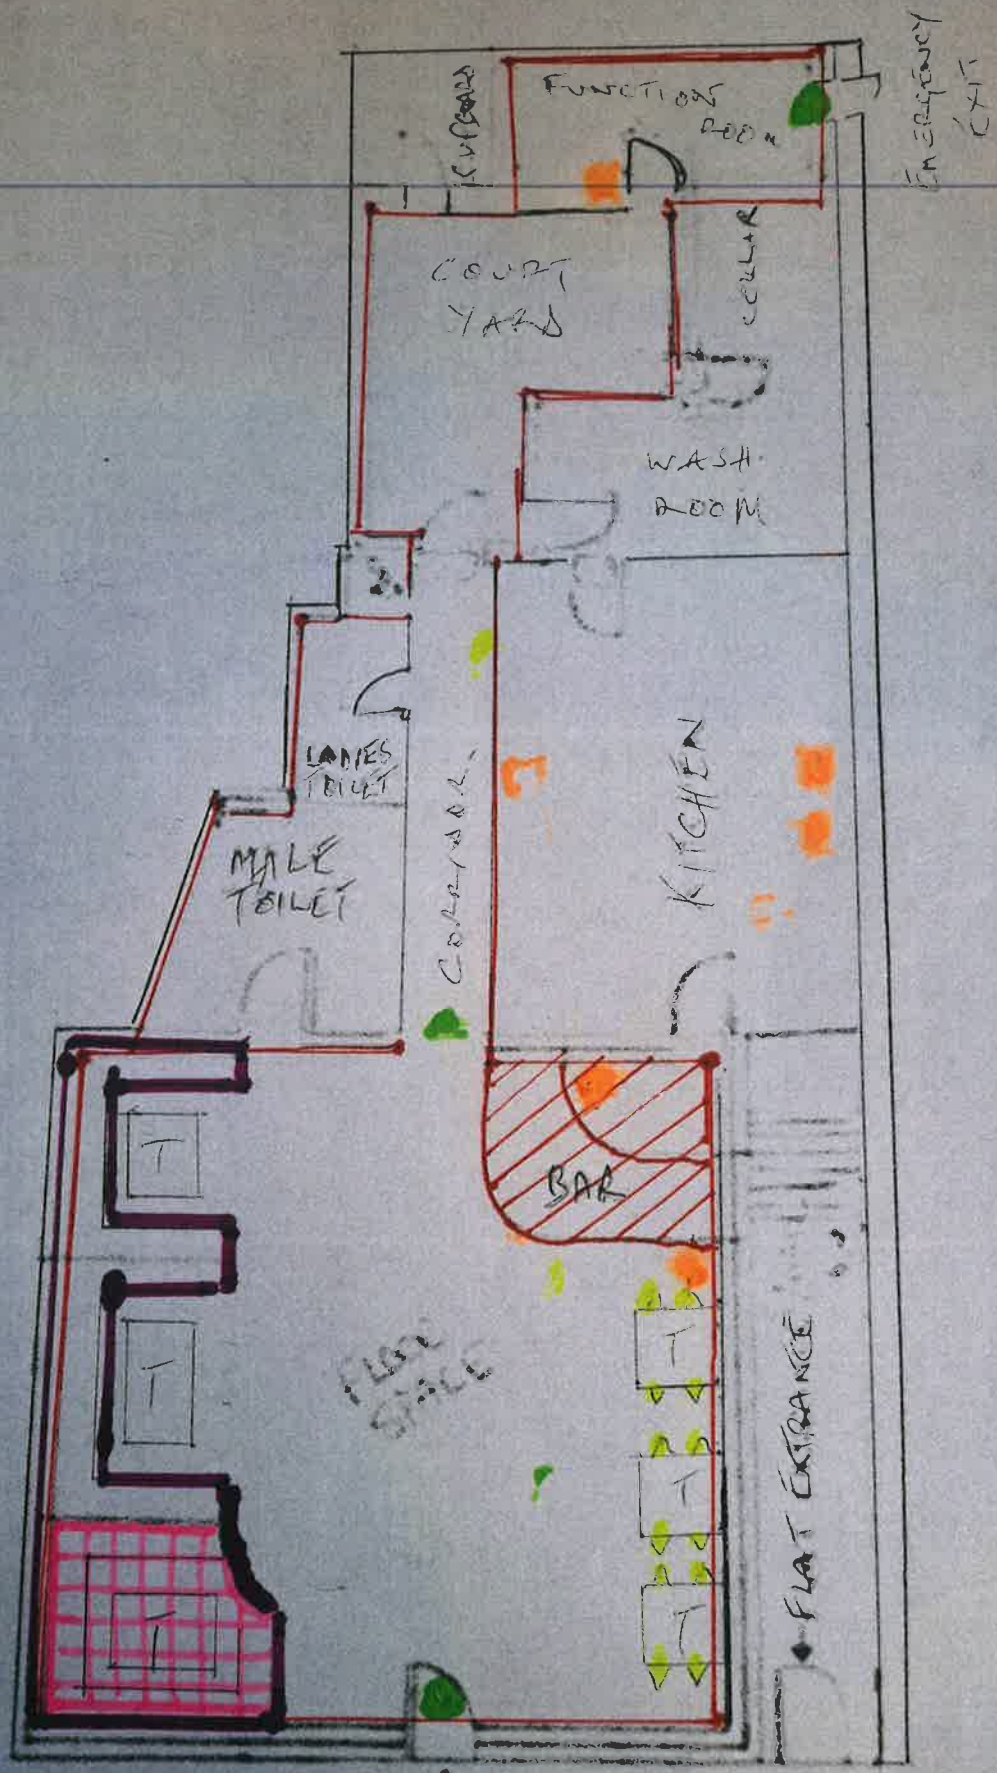 EMERGENCY
EXIT
FUNCTION
ROOM
CUPBOARD
COURT
YARD
CELLAR
WASH
ROOM
LADIES
TOILET
MALE
TOILET
CORRIDOR
KITCHEN
BAR
T
T
T
T
T
T
FLOOR
SPACE
FLAT ENTRANCE